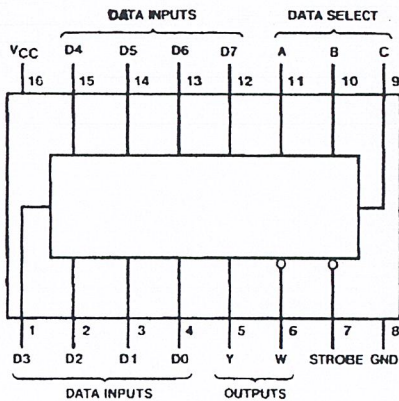 DATA INPUTS DATA SELECT
VCC D4 D5 D6 D7 A B C
16 15 14 13 12 11 10 9
1 2 3 4 5 6 7 8
D3 D2 D1 D0 Y W STROBE GND
DATA INPUTS OUTPUTS